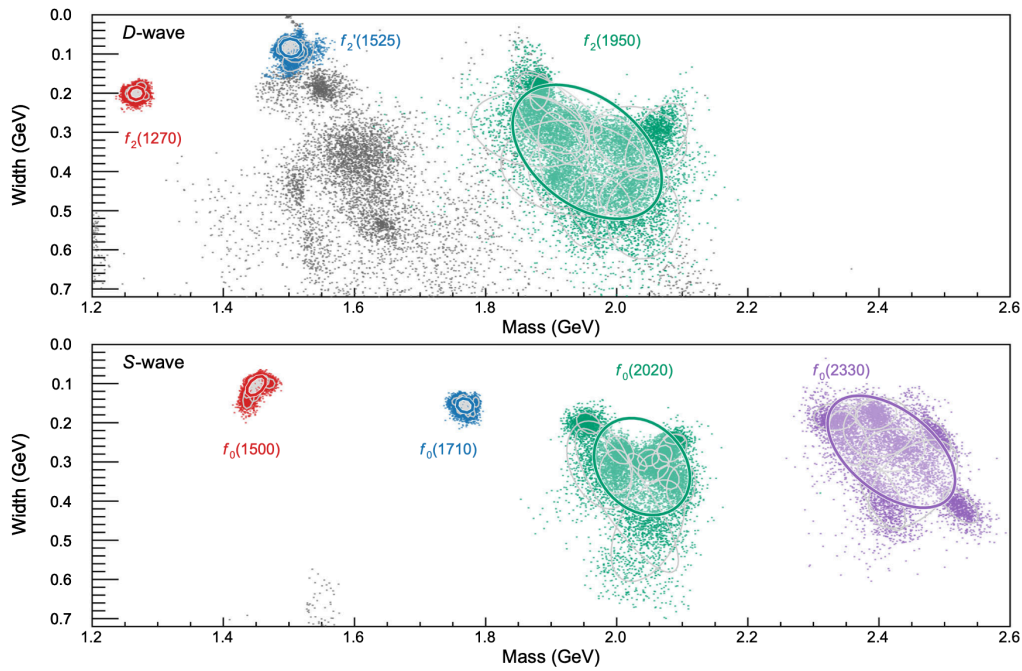 D-wave
f₂'(1525)
f₂(1950)
f₂(1270)
Width (GeV)
0.0
0.1
0.2
0.3
0.4
0.5
0.6
0.7
1.2
1.4
1.6
1.8
2.0
2.2
2.4
2.6
Mass (GeV)
S-wave
f₀(2020)
f₀(2330)
f₀(1500)
f₀(1710)
Width (GeV)
0.0
0.1
0.2
0.3
0.4
0.5
0.6
0.7
1.2
1.4
1.6
1.8
2.0
2.2
2.4
2.6
Mass (GeV)